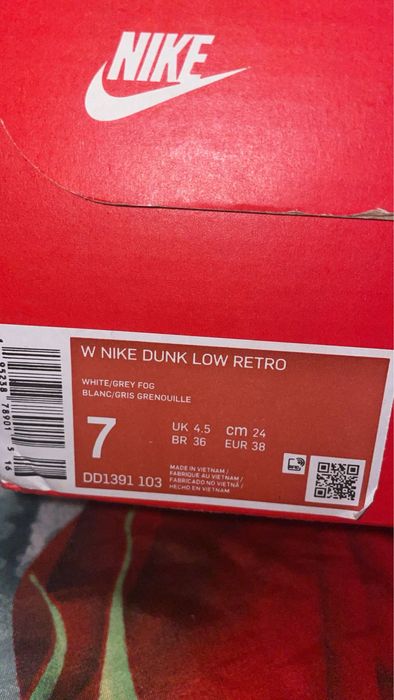 NIKE
W NIKE DUNK LOW RETRO
WHITE/GREY FOG
BLANC/GRIS GRENOUILLE
7
UK 4.5 cm 24
BR 36 EUR 38
DD1391 103
MADE IN VIETNAM /
FABRIQUÉ AU VIETNAM /
FABRICADO NO VIETNÃ /
HECHO EN VIETNAM